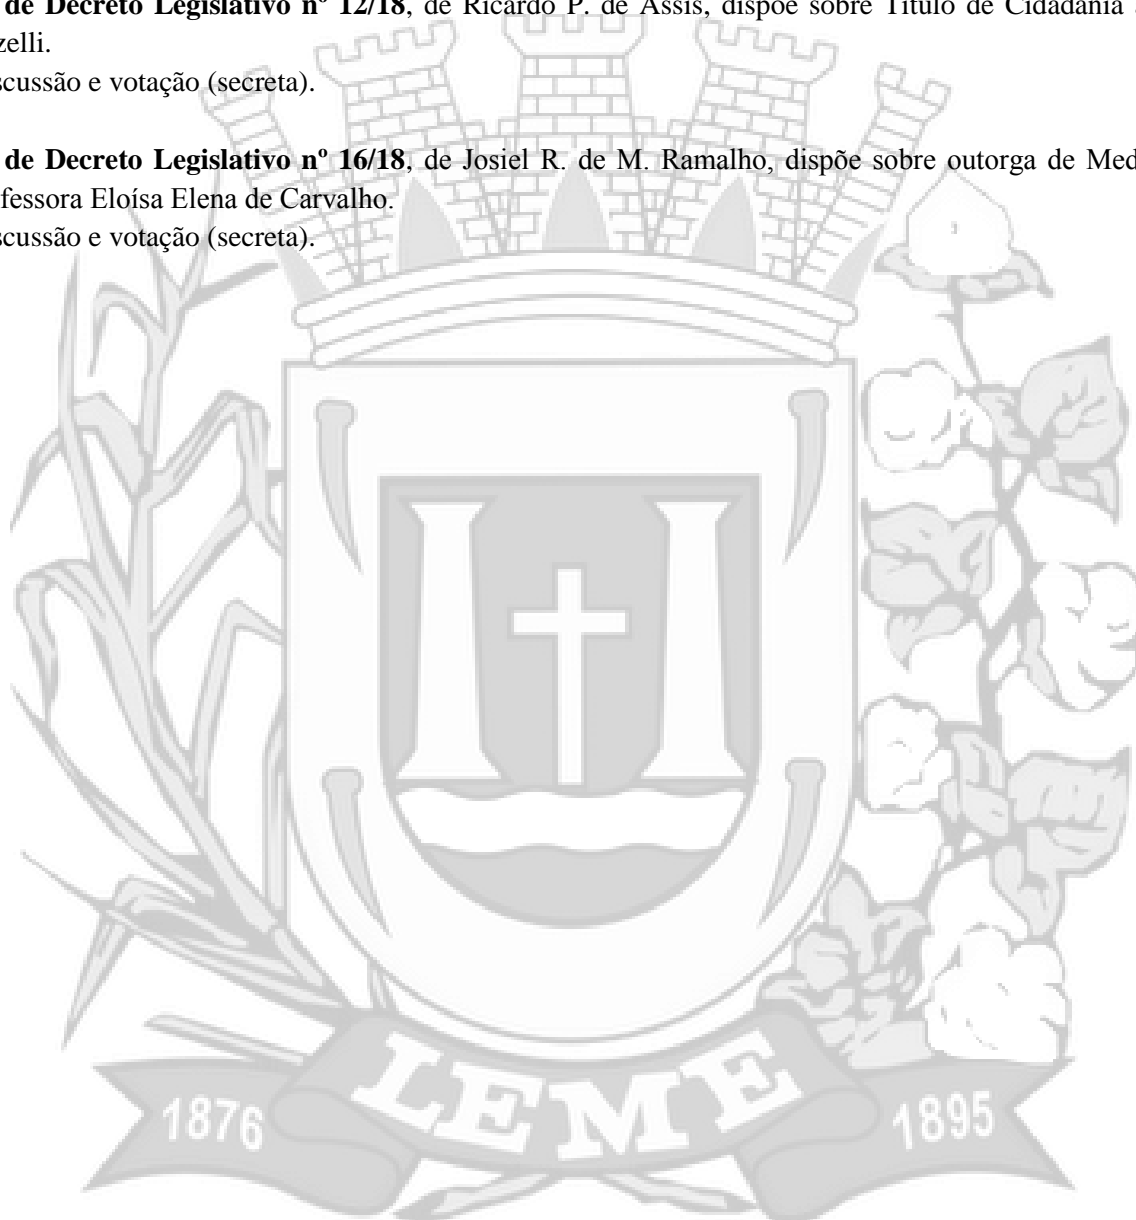 de Decreto Legislativo nº 12/18, de Ricardo P. de Assis, dispõe sobre Título de Cidadania
zelli.
scussão e votação (secreta).
de Decreto Legislativo nº 16/18, de Josiel R. de M. Ramalho, dispõe sobre outorga de Med
fessora Eloísa Elena de Carvalho.
scussão e votação (secreta).
LEME
1876
1895